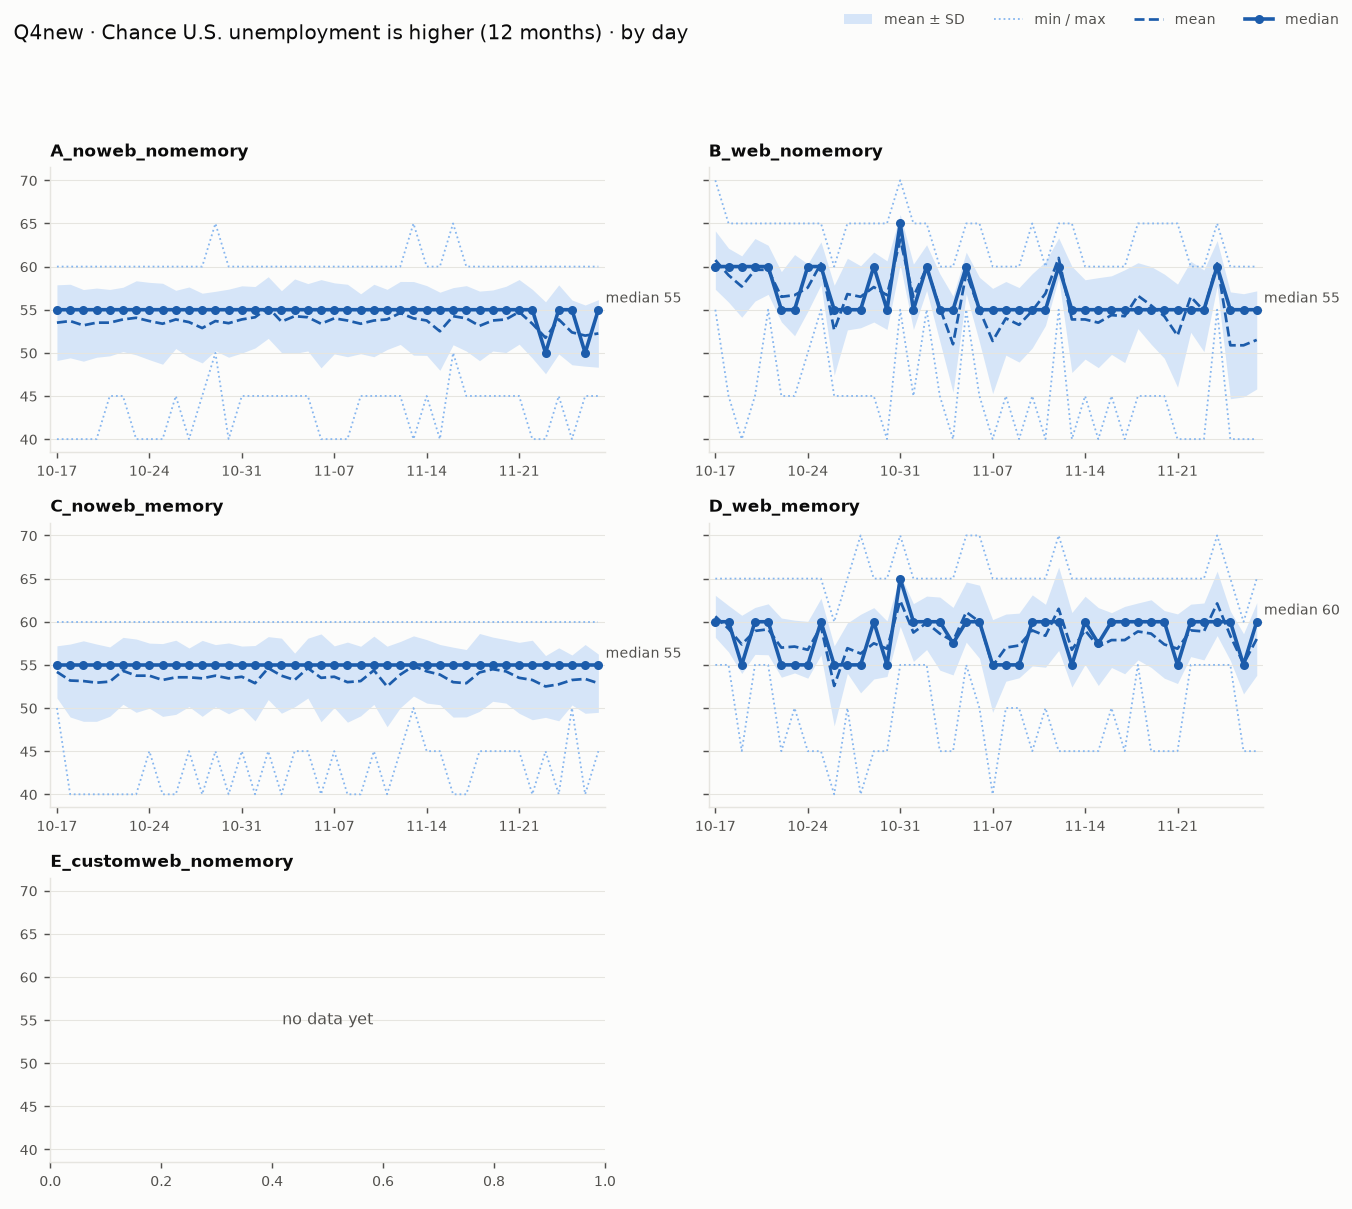 Q4new · Chance U.S. unemployment is higher (12 months) · by day
mean ± SD min / max mean median
A_noweb_nomemory
70
65
60
55
50
45
40
10-17 10-24 10-31 11-07 11-14 11-21
median 55
B_web_nomemory
10-17 10-24 10-31 11-07 11-14 11-21
median 55
C_noweb_memory
70
65
60
55
50
45
40
10-17 10-24 10-31 11-07 11-14 11-21
median 55
D_web_memory
10-17 10-24 10-31 11-07 11-14 11-21
median 60
E_customweb_nomemory
70
65
60
55
50
45
40
no data yet
0.0 0.2 0.4 0.6 0.8 1.0